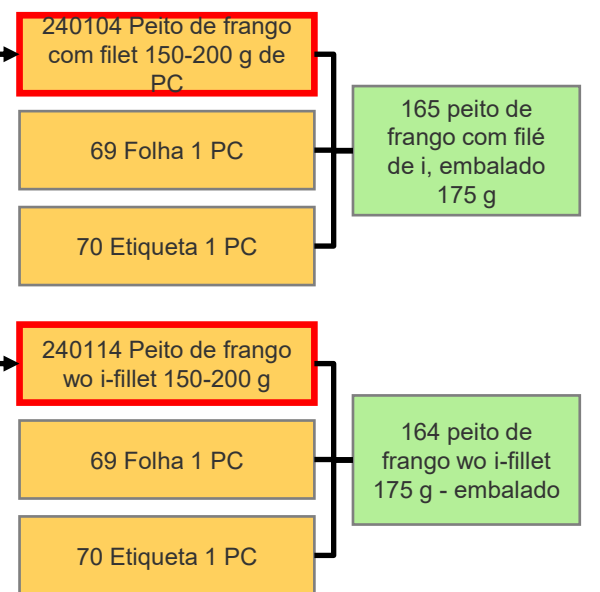 240104 Peito de frango
com filet 150-200 g de
PC
69 Folha 1 PC
70 Etiqueta 1 PC
165 peito de
frango com filé
de i, embalado
175 g
240114 Peito de frango
wo i-fillet 150-200 g
69 Folha 1 PC
70 Etiqueta 1 PC
164 peito de
frango wo i-fillet
175 g - embalado